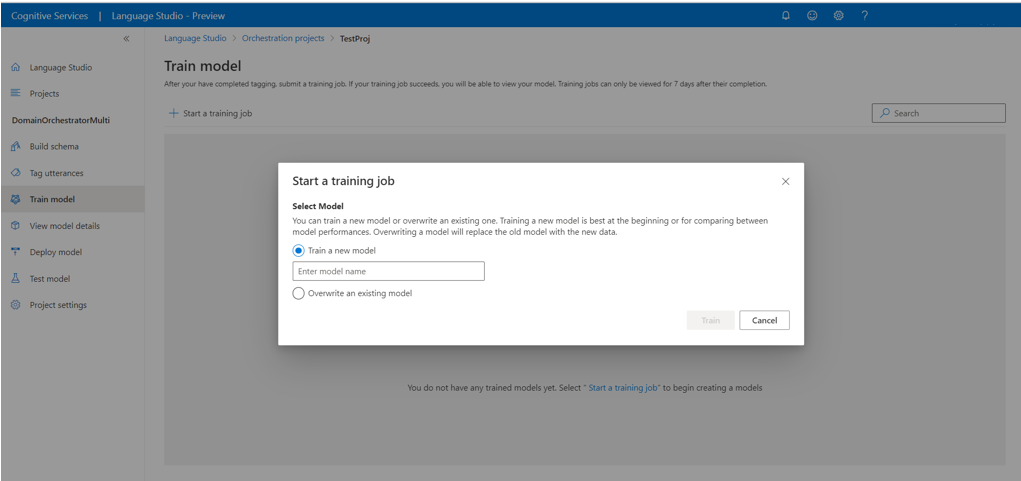 Cognitive Services | Language Studio - Preview
Language Studio > Orchestration projects > TestProj
Language Studio
Projects
DomainOrchestratorMulti
Build schema
Tag utterances
Train model
View model details
Deploy model
Test model
Project settings
Train model
After your have completed tagging, submit a training job. If your training job succeeds, you will be able to view your model. Training jobs can only be viewed for 7 days after their completion.
+ Start a training job
Search
Start a training job
Select Model
You can train a new model or overwrite an existing one. Training a new model is best at the beginning or for comparing between
model performances. Overwriting a model will replace the old model with the new data.
Train a new model
Enter model name
Overwrite an existing model
Train
Cancel
You do not have any trained models yet. Select " Start a training job" to begin creating a models